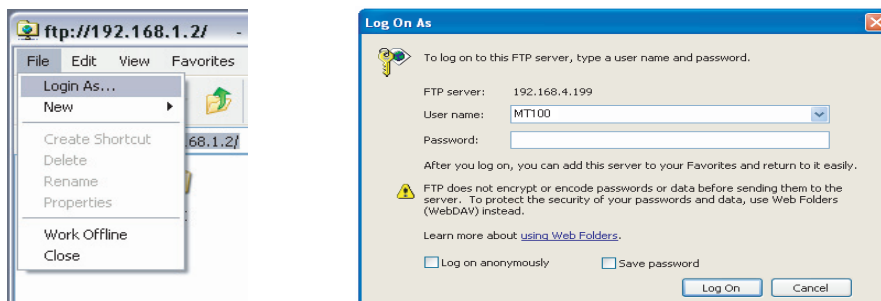 ftp://192.168.1.2/ -
File Edit View Favorites
Login As...
New
Create Shortcut
Delete
Rename
Properties
Work Offline
Close
.68.1.2/
Log On As
To log on to this FTP server, type a user name and password.
FTP server: 192.168.4.199
User name: MT100
Password:
After you log on, you can add this server to your Favorites and return to it easily.
FTP does not encrypt or encode passwords or data before sending them to the
server. To protect the security of your passwords and data, use Web Folders
(WebDAV) instead.
Learn more about using Web Folders.
Log on anonymously Save password
Log On Cancel